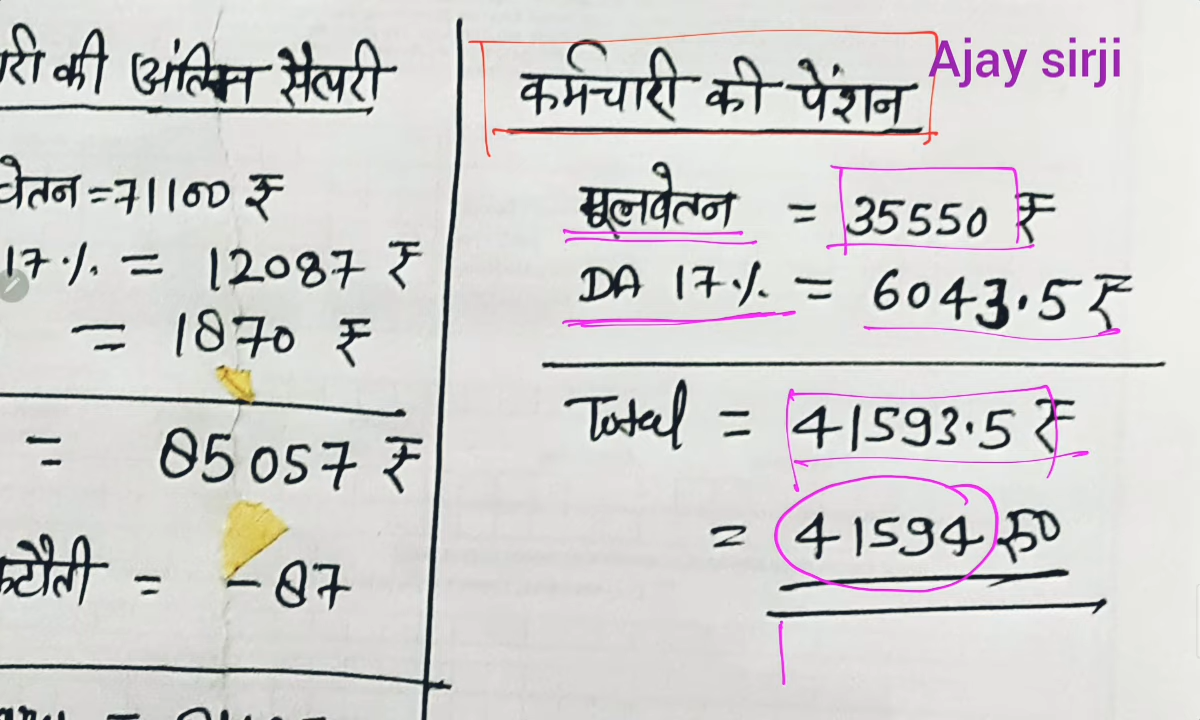 री की अंतिम सैलरी
वेतन = 71100 ₹
17 % = 12087 ₹
= 1870 ₹
= 85057 ₹
कटौती = - 87
कर्मचारी की पेंशन
Ajay sirji
मूलवेतन = 35550 ₹
DA 17 % = 6043.5 ₹
Total = 41593.5 ₹
= 41594 रू0